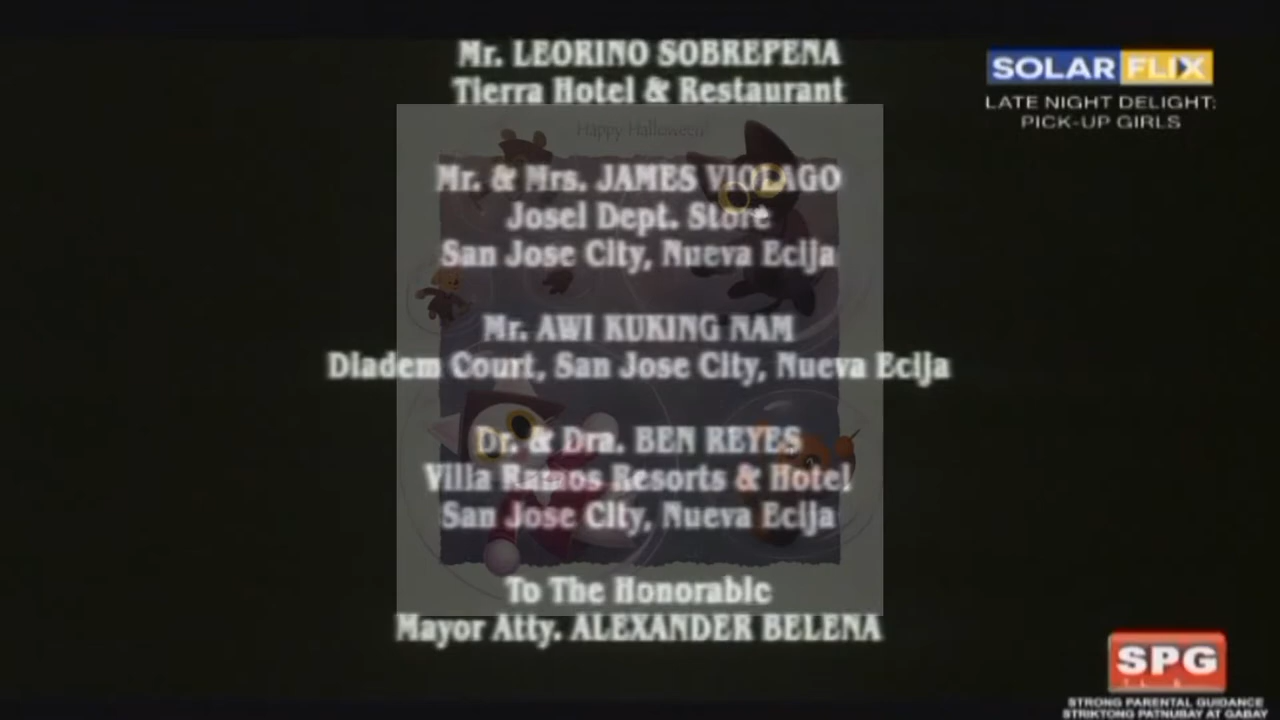 Mr. LEORINO SOBREPENA
Tierra Hotel & Restaurant
SOLAR FLIX
LATE NIGHT DELIGHT:
PICK-UP GIRLS
Happy Halloween!
Mr. & Mrs. JAMES VIOLAGO
Josel Dept. Store
San Jose City, Nueva Ecija
Mr. AWI KUKING NAM
Diadem Court, San Jose City, Nueva Ecija
Dr. & Dra. BEN REYES
Villa Ramos Resorts & Hotel
San Jose City, Nueva Ecija
To The Honorable
Mayor Atty. ALEXANDER BELENA
SPG
STRONG PARENTAL GUIDANCE
STRIKTONG PATNUBAY AT GABAY